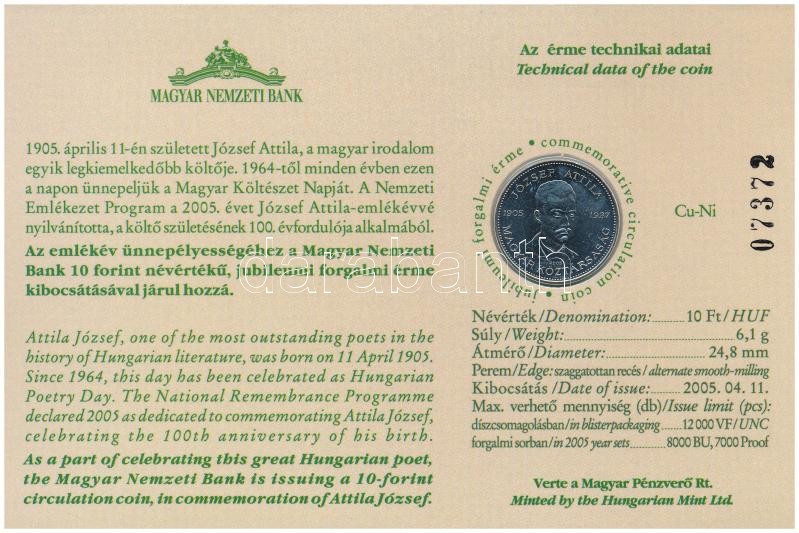 MAGYAR NEMZETI BANK
1905. április 11-én született József Attila, a magyar irodalom
egyik legkiemelkedőbb költője. 1964-től minden évben ezen
a napon ünnepeljük a Magyar Költészet Napját. A Nemzeti
Emlékezet Program a 2005. évet József Attila-emlékévvé
nyilvánította, a költő születésének 100. évfordulója alkalmából.
Az emlékév ünnepélyességéhez a Magyar Nemzeti
Bank 10 forint névértékű, jubileumi forgalmi érme
kibocsátásával járul hozzá.
Attila József, one of the most outstanding poets in the
history of Hungarian literature, was born on 11 April 1905.
Since 1964, this day has been celebrated as Hungarian
Poetry Day. The National Remembrance Programme
declared 2005 as dedicated to commemorating Attila József,
celebrating the 100th anniversary of his birth.
As a part of celebrating this great Hungarian poet,
the Magyar Nemzeti Bank is issuing a 10-forint
circulation coin, in commemoration of Attila József.
Az érme technikai adatai
Technical data of the coin
jubileumi forgalmi érme • commemorative circulation coin •
JÓZSEF ATTILA
1905 1937
MAGYAR KÖZTÁRSASÁG
Cu-Ni
07372
Névérték/Denomination: 10 Ft/HUF
Súly/Weight: 6,1 g
Átmérő/Diameter: 24,8 mm
Perem/Edge: szaggatottan recés / alternate smooth-milling
Kibocsátás /Date of issue: 2005. 04. 11.
Max. verhető mennyiség (db)/Issue limit (pcs):
díszcsomagolásban/in blisterpackaging 12 000 VF/UNC
forgalmi sorban/in 2005 year sets 8000 BU, 7000 Proof
Verte a Magyar Pénzverő Rt.
Minted by the Hungarian Mint Ltd.
darabanth